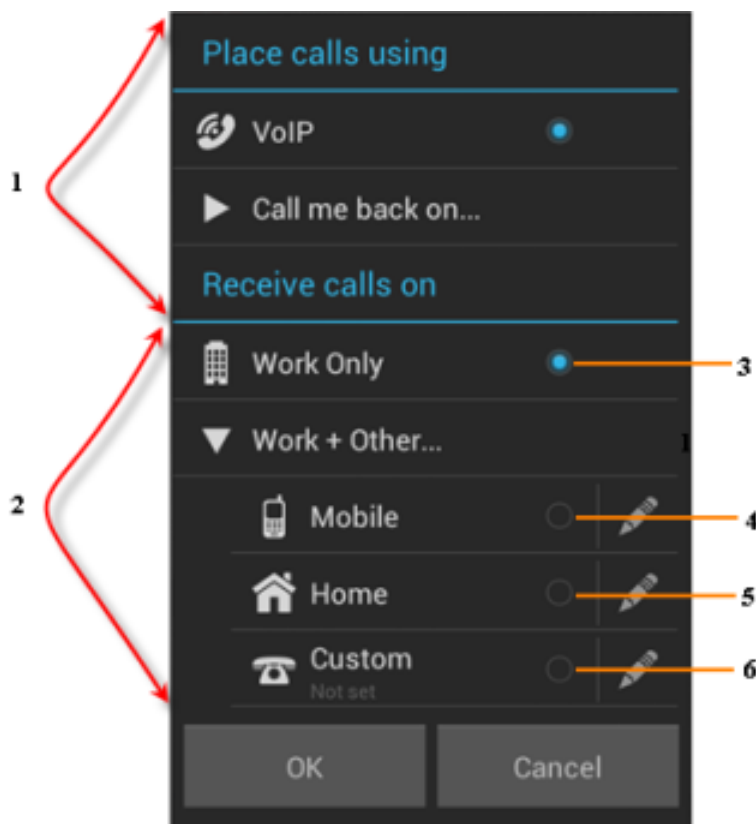 Place calls using
1
VoIP
Call me back on...
Receive calls on
Work Only
3
Work + Other...
2
Mobile
4
Home
5
Custom
6
Not set
OK
Cancel